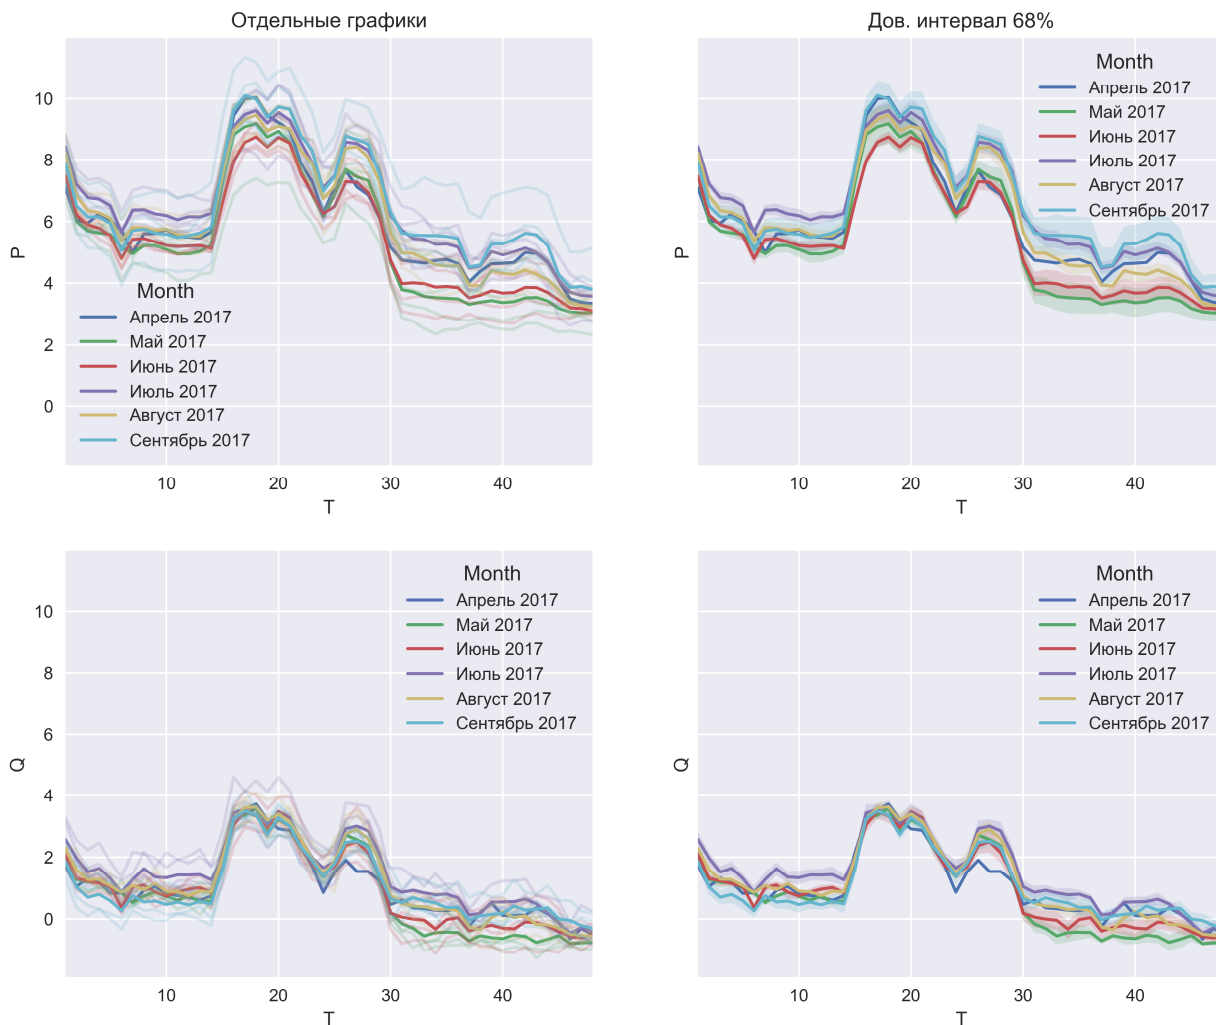 Отдельные графики
10
8
6
P
4
2
0
Month
Апрель 2017
Май 2017
Июнь 2017
Июль 2017
Август 2017
Сентябрь 2017
10
20
30
40
T
Дов. интервал 68%
P
Month
Апрель 2017
Май 2017
Июнь 2017
Июль 2017
Август 2017
Сентябрь 2017
10
20
30
40
T
10
8
6
Q
4
2
0
Month
Апрель 2017
Май 2017
Июнь 2017
Июль 2017
Август 2017
Сентябрь 2017
10
20
30
40
T
Q
Month
Апрель 2017
Май 2017
Июнь 2017
Июль 2017
Август 2017
Сентябрь 2017
10
20
30
40
T